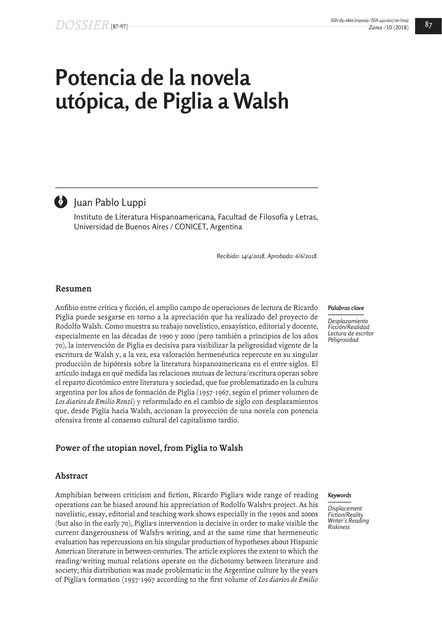 DOSSIER [87-97]
ISSN 1851-6866 (impresa) / ISSN 2422-6017 (en línea)
Zama /10 (2018)
87
Potencia de la novela
utópica, de Piglia a Walsh
Juan Pablo Luppi
Instituto de Literatura Hispanoamericana, Facultad de Filosofía y Letras,
Universidad de Buenos Aires / CONICET, Argentina
Recibido: 14/4/2018. Aprobado: 6/6/2018.
Resumen
Anfibio entre crítica y ficción, el amplio campo de operaciones de lectura de Ricardo
Piglia puede sesgarse en torno a la apreciación que ha realizado del proyecto de
Rodolfo Walsh. Como muestra su trabajo novelístico, ensayístico, editorial y docente,
especialmente en las décadas de 1990 y 2000 (pero también a principios de los años
70), la intervención de Piglia es decisiva para visibilizar la peligrosidad vigente de la
escritura de Walsh y, a la vez, esa valoración hermenéutica repercute en su singular
producción de hipótesis sobre la literatura hispanoamericana en el entre-siglos. El
artículo indaga en qué medida las relaciones mutuas de lectura/escritura operan sobre
el reparto dicotómico entre literatura y sociedad, que fue problematizado en la cultura
argentina por los años de formación de Piglia (1957-1967, según el primer volumen de
Los diarios de Emilio Renzi) y reformulado en el cambio de siglo con desplazamientos
que, desde Piglia hacia Walsh, accionan la proyección de una novela con potencia
ofensiva frente al consenso cultural del capitalismo tardío.
Palabras clave
Desplazamiento
Ficción/Realidad
Lectura de escritor
Peligrosidad
Power of the utopian novel, from Piglia to Walsh
Abstract
Amphibian between criticism and fiction, Ricardo Piglia's wide range of reading
operations can be biased around his appreciation of Rodolfo Walsh's project. As his
novelistic, essay, editorial and teaching work shows especially in the 1990s and 2000s
(but also in the early 70), Piglia's intervention is decisive in order to make visible the
current dangerousness of Walsh's writing, and at the same time that hermeneutic
evaluation has repercussions on his singular production of hypotheses about Hispanic
American literature in between-centuries. The article explores the extent to which the
reading/writing mutual relations operate on the dichotomy between literature and
society; this distribution was made problematic in the Argentine culture by the years
of Piglia's formation (1957-1967 according to the first volume of Los diarios de Emilio
Keywords
Displacement
Fiction/Reality
Writer's Reading
Riskiness